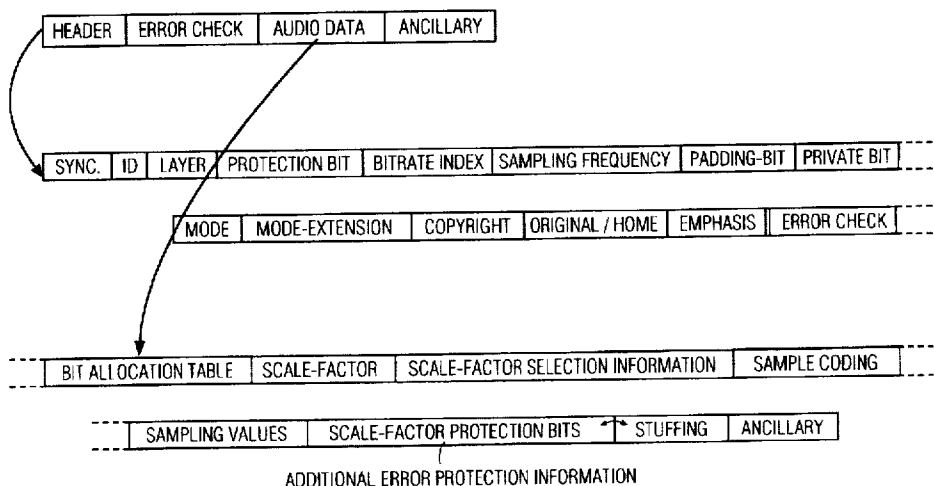 HEADER ERROR CHECK AUDIO DATA ANCILLARY
SYNC. ID LAYER PROTECTION BIT BITRATE INDEX SAMPLING FREQUENCY PADDING-BIT PRIVATE BIT
MODE MODE-EXTENSION COPYRIGHT ORIGINAL / HOME EMPHASIS ERROR CHECK
BIT ALLOCATION TABLE SCALE-FACTOR SCALE-FACTOR SELECTION INFORMATION SAMPLE CODING
SAMPLING VALUES SCALE-FACTOR PROTECTION BITS STUFFING ANCILLARY
ADDITIONAL ERROR PROTECTION INFORMATION